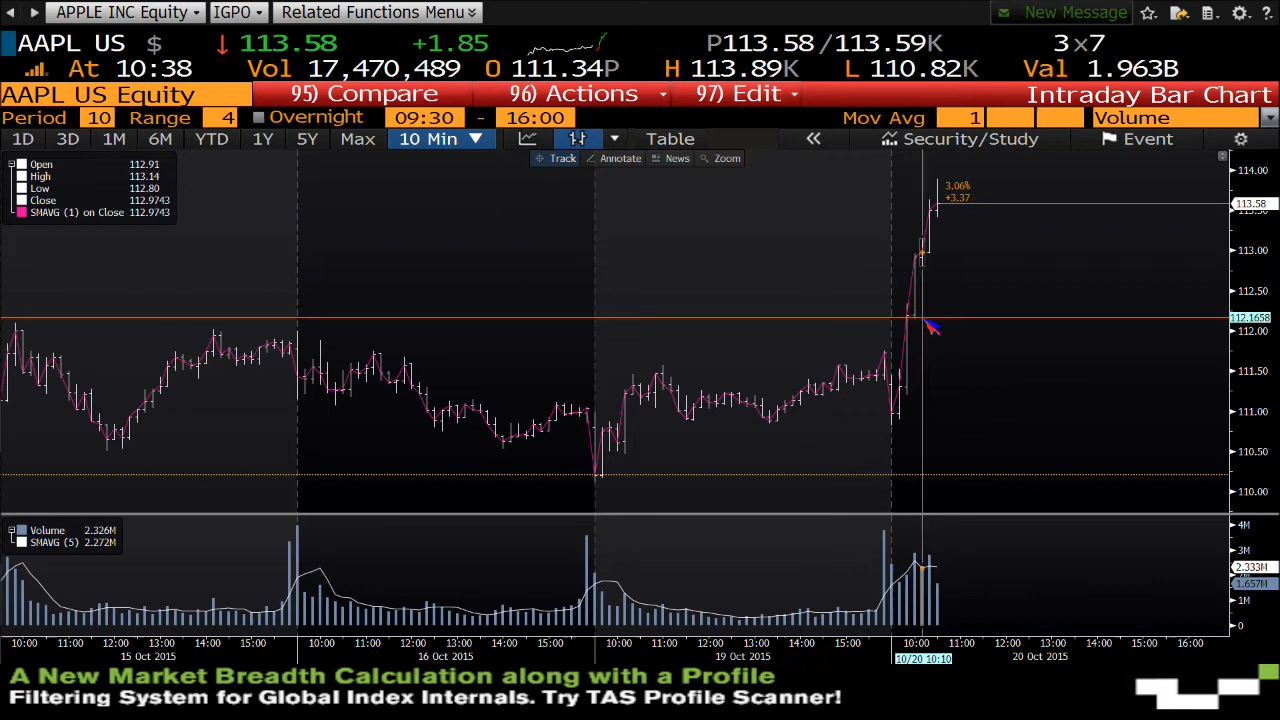 APPLE INC Equity IGPO Related Functions Menu New Message
AAPL US $ 113.58 +1.85 P113.58/113.59K 3x7
At 10:38 Vol 17,470,489 O 111.34P H 113.89K L 110.82K Val 1.963B
AAPL US Equity 95) Compare 96) Actions 97) Edit Intraday Bar Chart
Period 10 Range 4 Overnight 09:30 - 16:00 Mov Avg 1 Volume
1D 3D 1M 6M YTD 1Y 5Y Max 10 Min Table Security/Study Event
Track Annotate News Zoom
Open 112.91
High 113.14
Low 112.80
Close 112.9743
SMAVG (1) on Close 112.9743
3.06%
+3.37
114.00
113.58
113.50
113.00
112.50
112.1658
112.00
111.50
111.00
110.50
110.00
Volume 2.326M
SMAVG (5) 2.272M
4M
3M
2.333M
1.657M
1M
0
10:00 11:00 12:00 13:00 14:00 15:00 10:00 11:00 12:00 13:00 14:00 15:00 10:00 11:00 12:00 13:00 14:00 15:00 10:00 11:00 12:00 13:00 14:00 15:00 16:00
15 Oct 2015 16 Oct 2015 19 Oct 2015 10/20 10:10 20 Oct 2015
A New Market Breadth Calculation along with a Profile
Filtering System for Global Index Internals. Try TAS Profile Scanner!